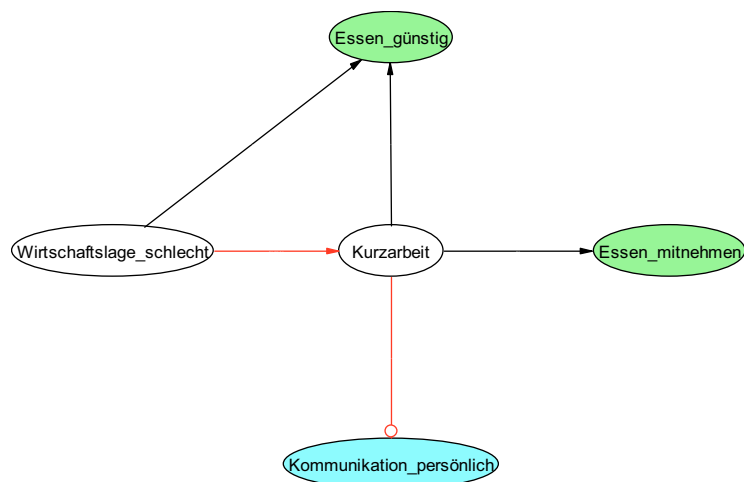 Essen_günstig
Wirtschaftslage_schlecht
Kurzarbeit
Essen_mitnehmen
Kommunikation_persönlich